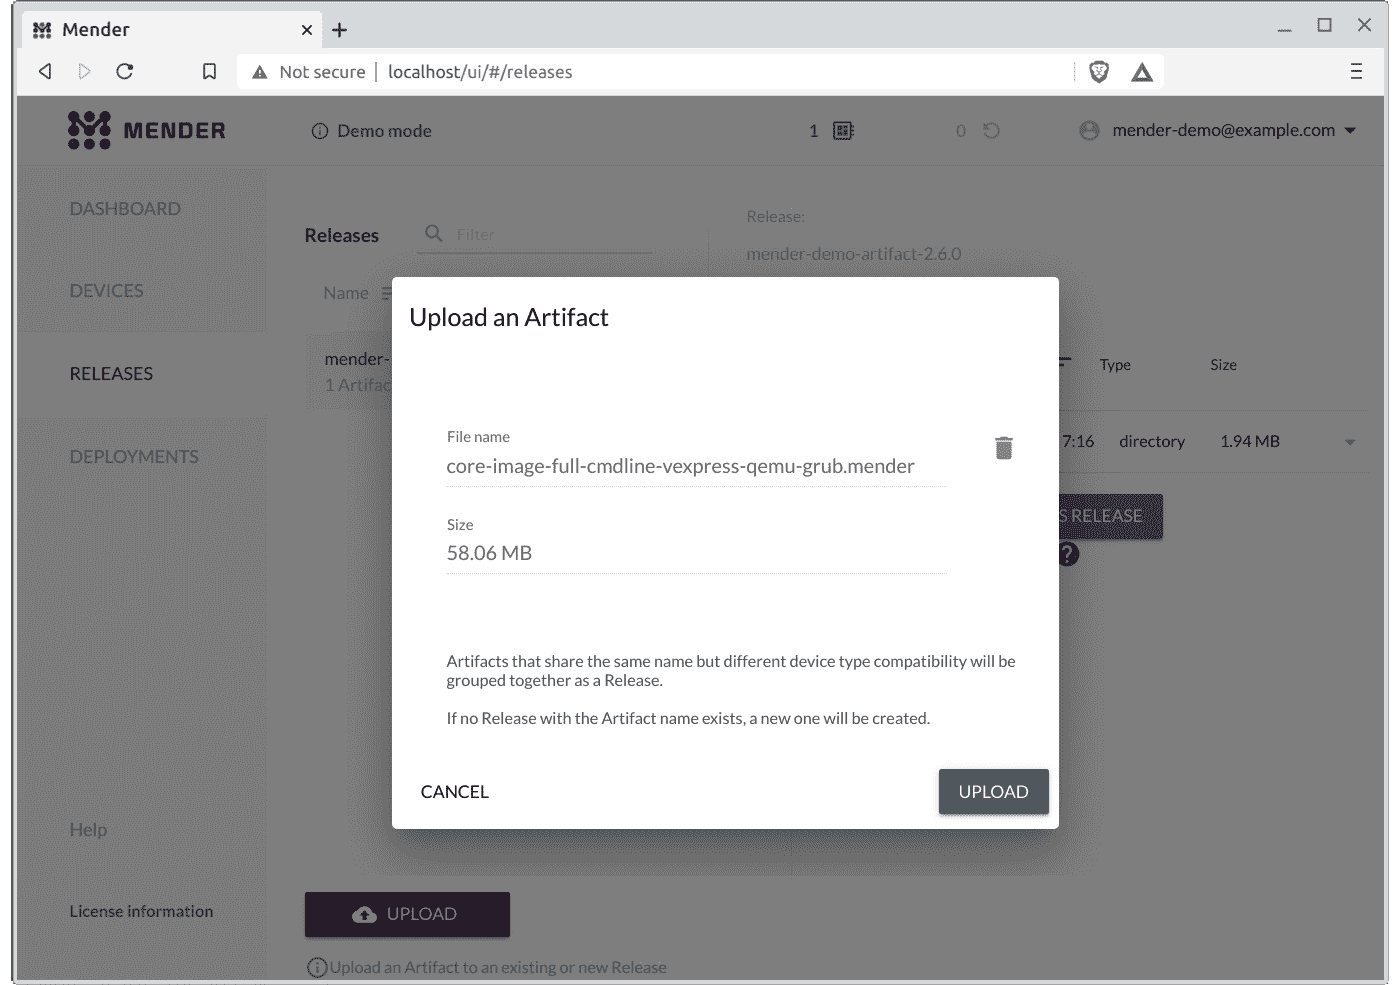 Mender
Not secure localhost/ui/#/releases
MENDER
Demo mode
1
0
mender-demo@example.com
DASHBOARD
DEVICES
RELEASES
DEPLOYMENTS
Help
License information
Releases
Filter
Release:
mender-demo-artifact-2.6.0
Name
mender-
1 Artifac
Type Size
7:16 directory 1.94 MB
S RELEASE
?
Upload an Artifact
File name
core-image-full-cmdline-vexpress-qemu-grub.mender
Size
58.06 MB
Artifacts that share the same name but different device type compatibility will be
grouped together as a Release.
If no Release with the Artifact name exists, a new one will be created.
CANCEL
UPLOAD
UPLOAD
Upload an Artifact to an existing or new Release